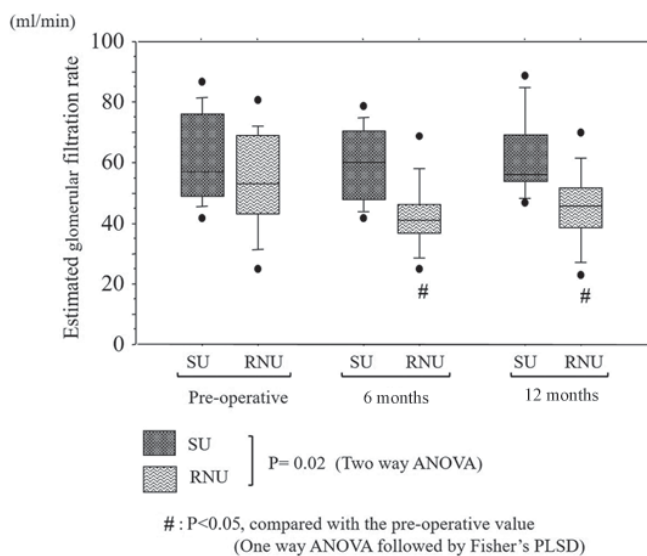 (ml/min)
Estimated glomerular filtration rate
100
80
60
40
20
0
#
#
SU RNU SU RNU SU RNU
Pre-operative 6 months 12 months
SU
RNU
P= 0.02 (Two way ANOVA)
# : P<0.05, compared with the pre-operative value
(One way ANOVA followed by Fisher's PLSD)